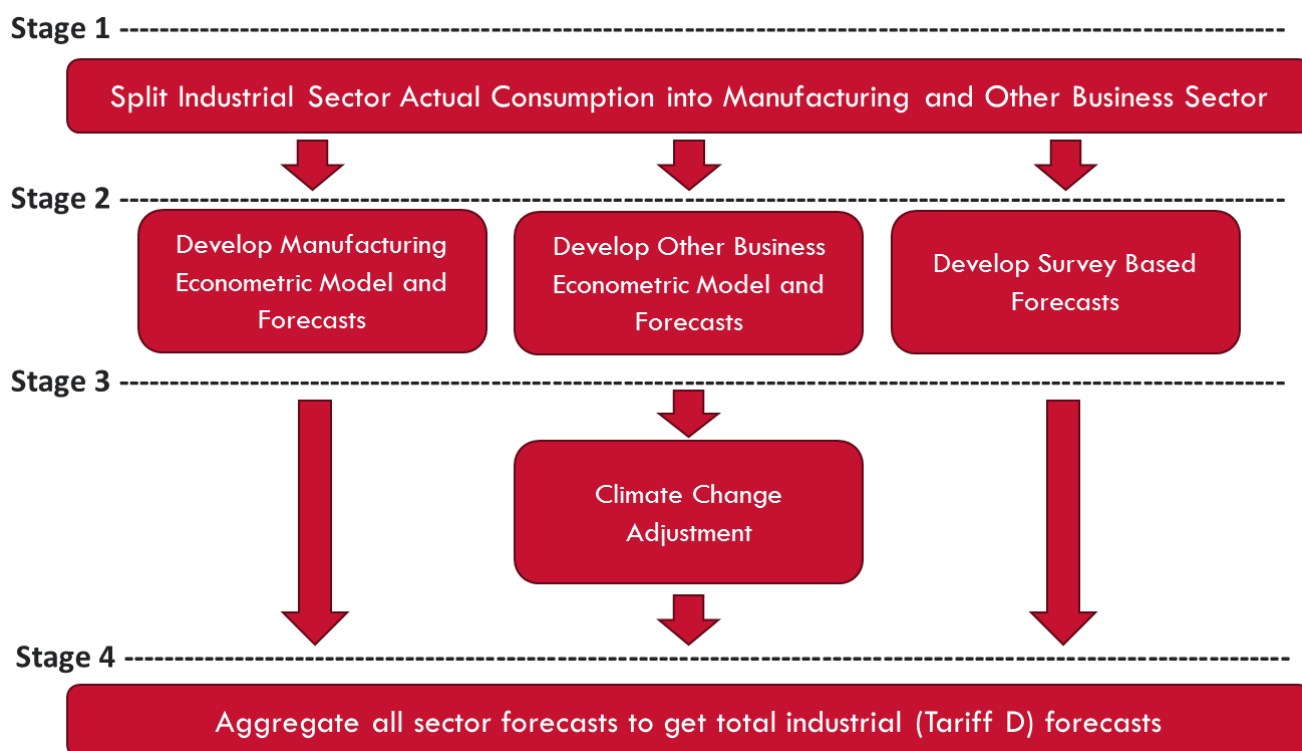 Stage 1
Split Industrial Sector Actual Consumption into Manufacturing and Other Business Sector
Stage 2
Develop Manufacturing
Econometric Model and
Forecasts
Develop Other Business
Econometric Model and
Forecasts
Develop Survey Based
Forecasts
Stage 3
Climate Change
Adjustment
Stage 4
Aggregate all sector forecasts to get total industrial (Tariff D) forecasts